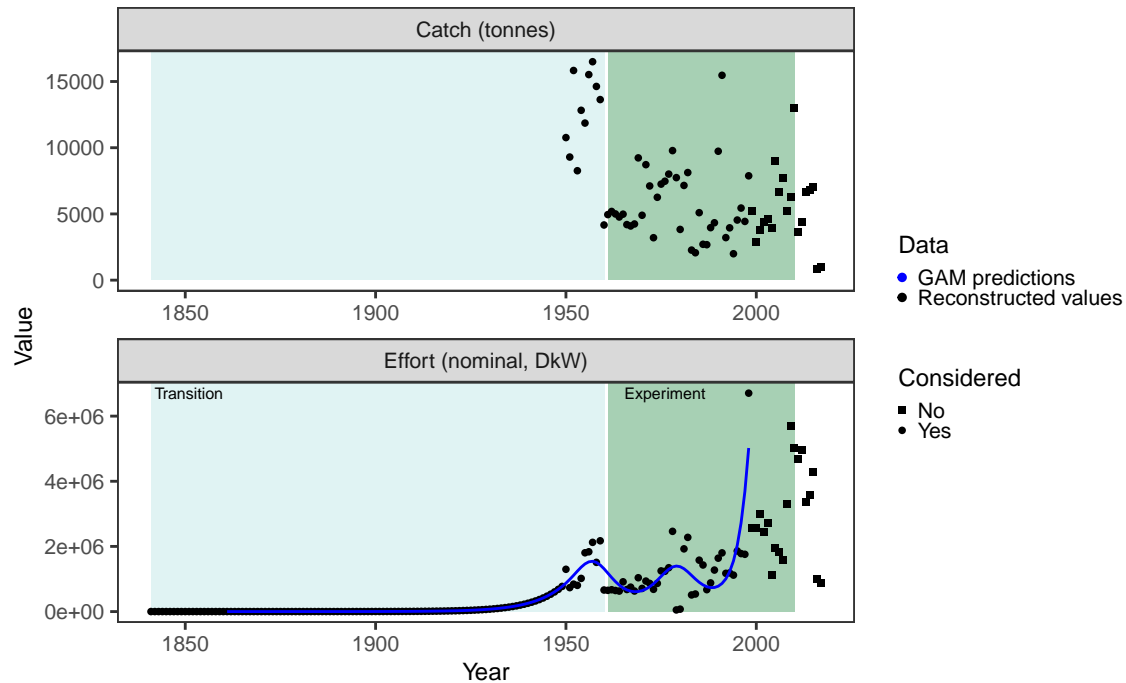 Catch (tonnes)
15000
10000
5000
0
1850 1900 1950 2000
Value
Effort (nominal, DkW)
Transition Experiment
6e+06
4e+06
2e+06
0e+00
1850 1900 1950 2000
Year
Data
GAM predictions
Reconstructed values
Considered
No
Yes